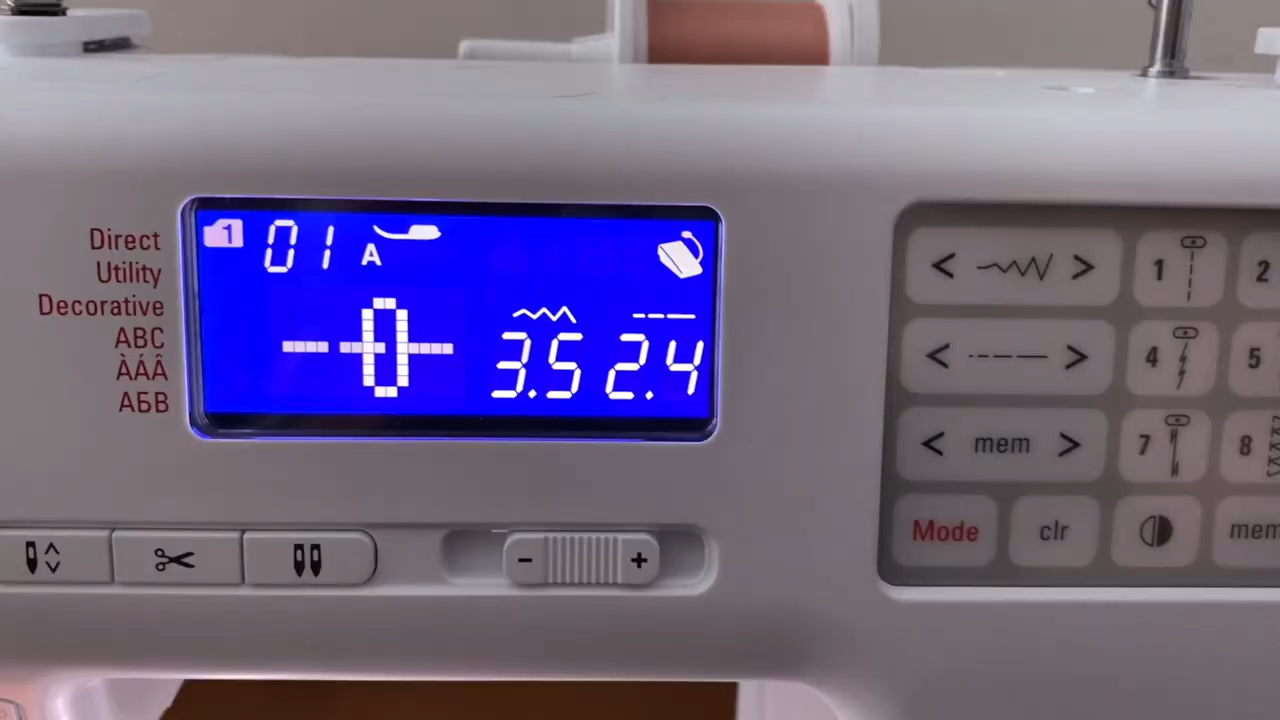 Direct
Utility
Decorative
ABC
ÀÁÂ
АБВ
1 01 A
3.5 2.4
- +
< > 1 2
< > 4 5
< mem > 7 8
Mode clr mem